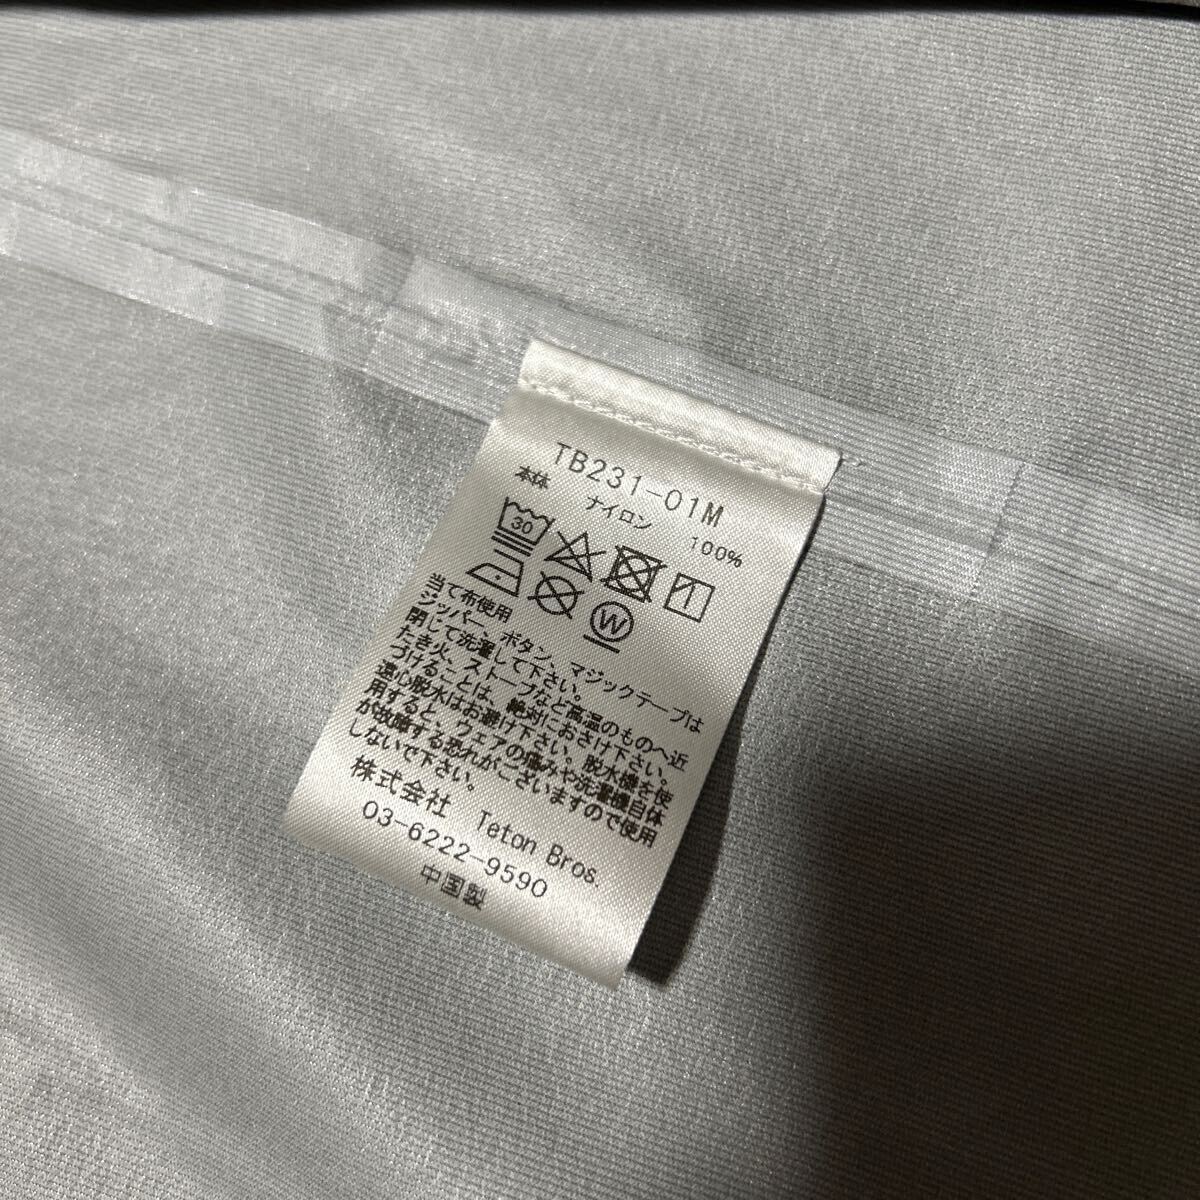 TB231-01M
本体 ナイロン 100%
30
W
当て布使用
ジッパー、ボタン、マジックテープは
閉じて洗濯して下さい。
たき火、ストーブなど高温のものへ近
づけることは、絶対におさけ下さい。
遠心脱水はお避け下さい。脱水機を使
用すると、ウエアの痛みや洗濯機自体
が故障する恐れがございますので使用
しないで下さい。
株式会社 Teton Bros.
03-6222-9590
中国製